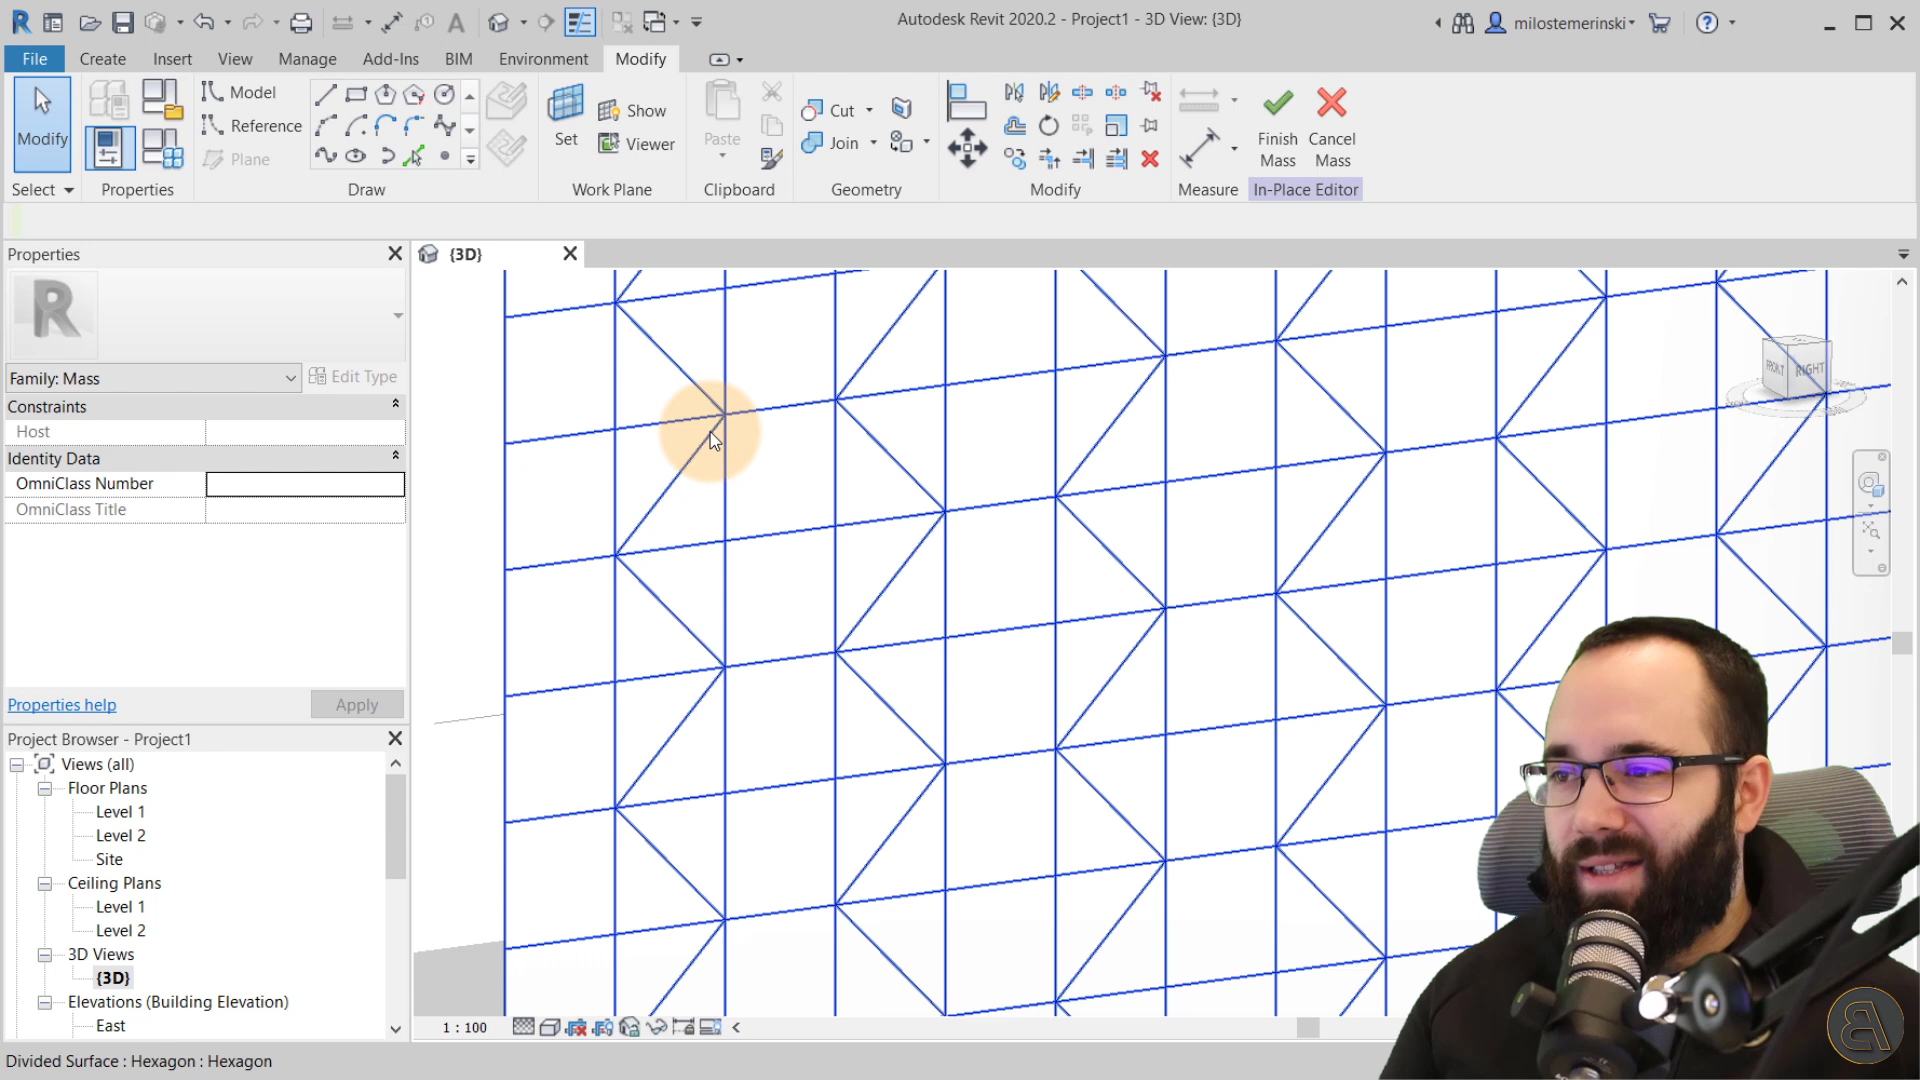 Autodesk Revit 2020.2 - Project1 - 3D View: {3D}
milostemerinski
File
Create
Insert
View
Manage
Add-Ins
BIM
Environment
Modify
Modify
Model
Reference
Plane
Set
Show
Viewer
Paste
Cut
Join
Finish Mass
Cancel Mass
Select
Properties
Draw
Work Plane
Clipboard
Geometry
Modify
Measure
In-Place Editor
Properties
{3D}
R
Family: Mass
Edit Type
Constraints
Host
Identity Data
OmniClass Number
OmniClass Title
Properties help
Apply
FRONT
RIGHT
Project Browser - Project1
Views (all)
Floor Plans
Level 1
Level 2
Site
Ceiling Plans
Level 1
Level 2
3D Views
{3D}
Elevations (Building Elevation)
East
1 : 100
Divided Surface : Hexagon : Hexagon